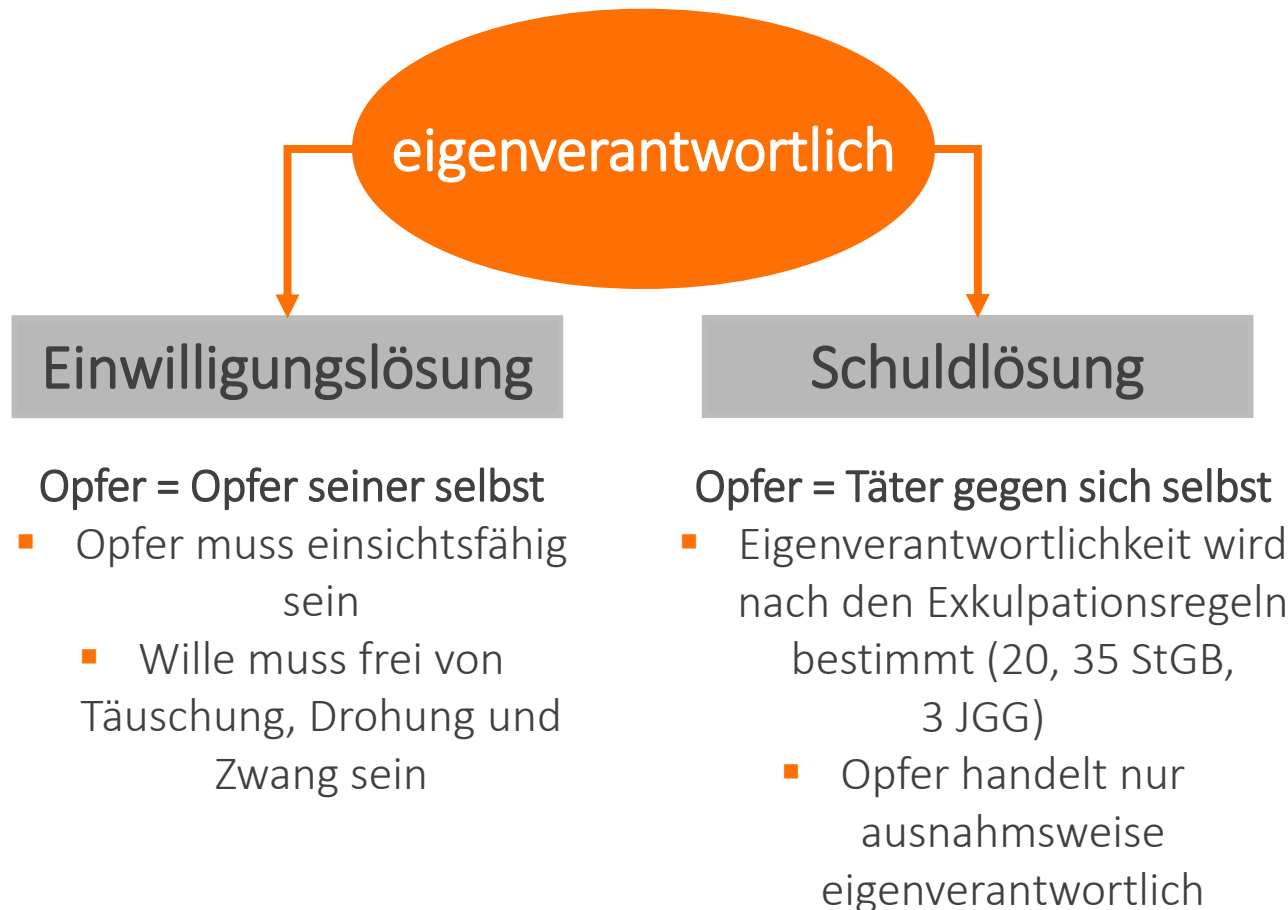 eigenverantwortlich
Einwilligungslösung
Opfer = Opfer seiner selbst
▪ Opfer muss einsichtsfähig
sein
▪ Wille muss frei von
Täuschung, Drohung und
Zwang sein
Schuldlösung
Opfer = Täter gegen sich selbst
▪ Eigenverantwortlichkeit wird
nach den Exkulpationsregeln
bestimmt (20, 35 StGB,
3 JGG)
▪ Opfer handelt nur
ausnahmsweise
eigenverantwortlich